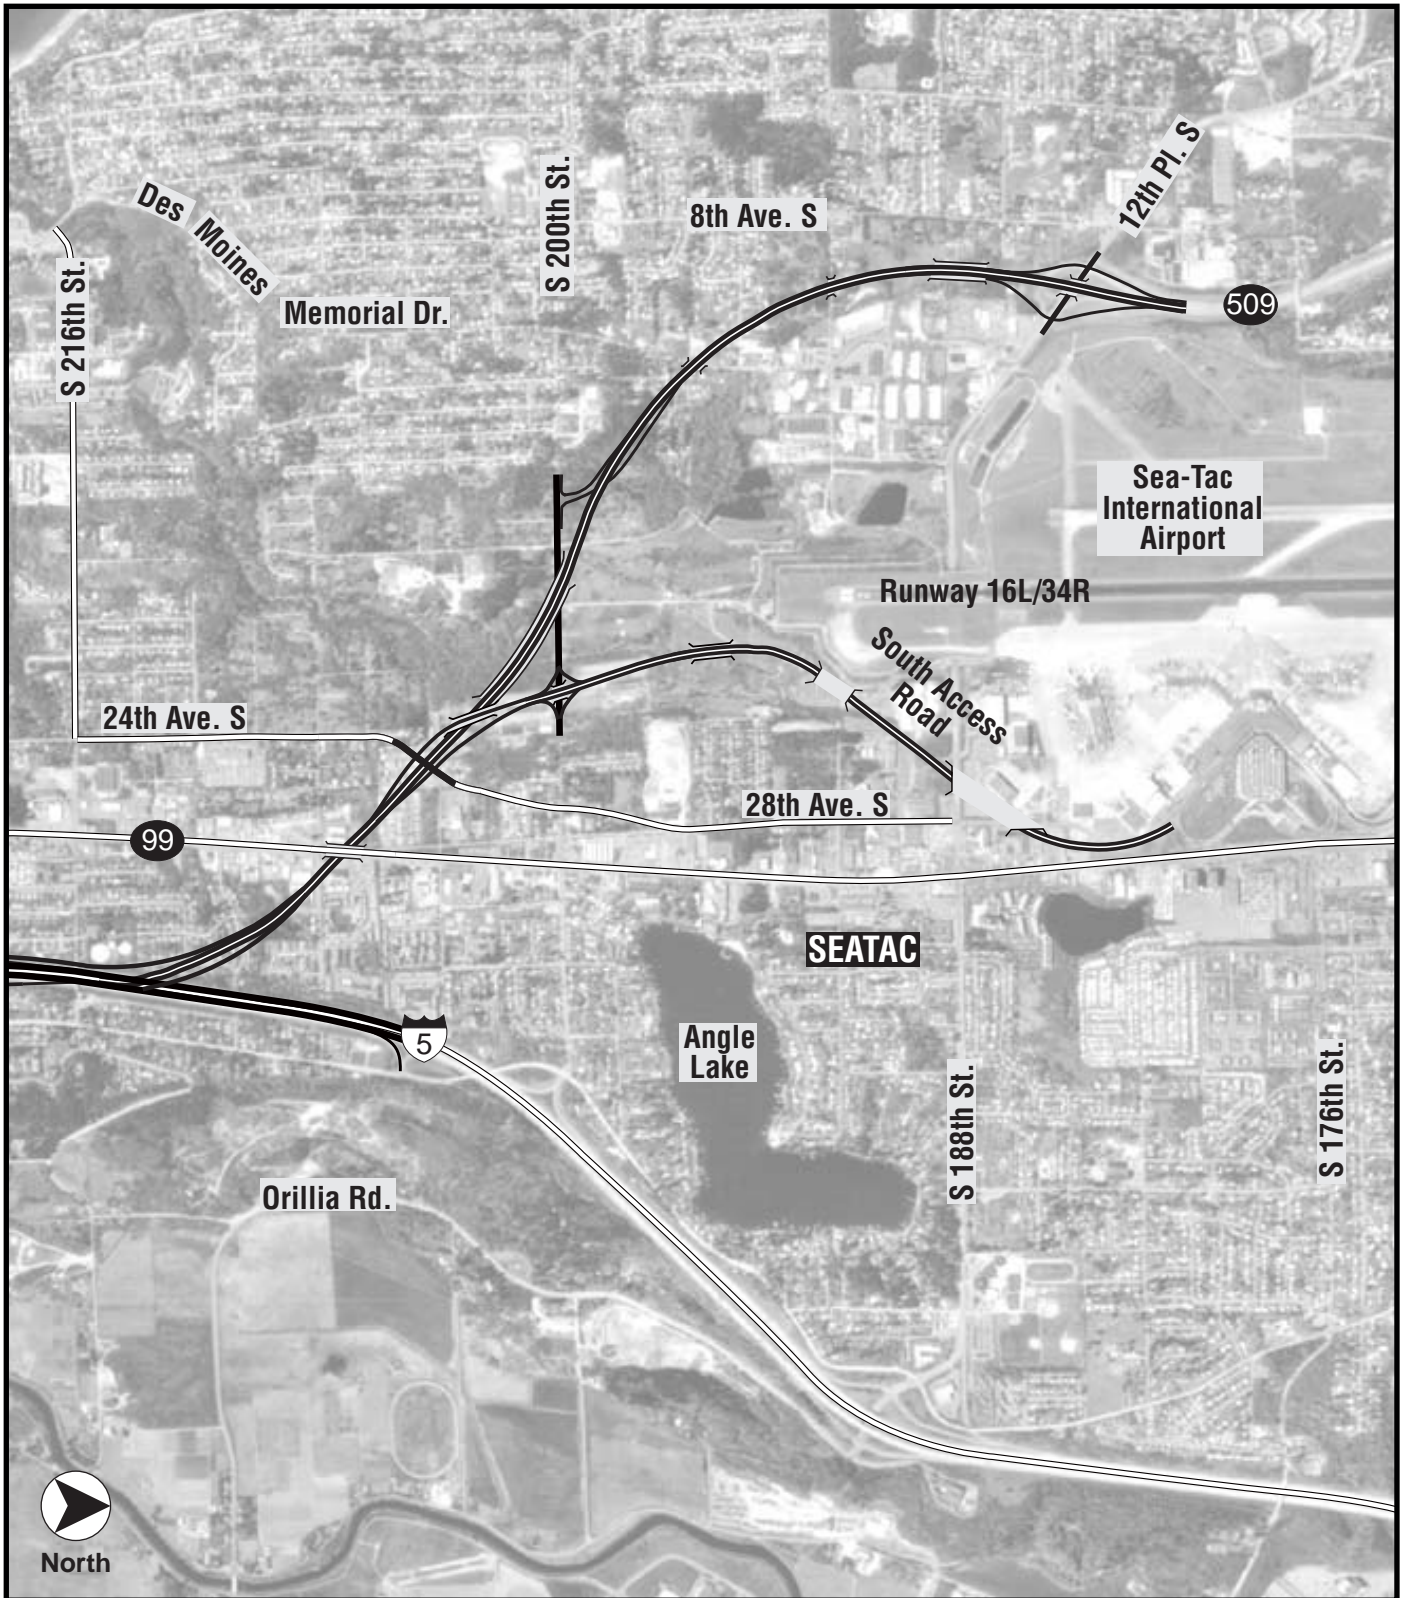 12th Pl. S
S 200th St.
Des Moines
Memorial Dr.
8th Ave. S
S 216th St.
509
Sea-Tac
International
Airport
Runway 16L/34R
South Access
Road
24th Ave. S
28th Ave. S
99
SEATAC
5
Angle
Lake
S 188th St.
S 176th St.
Orillia Rd.
North